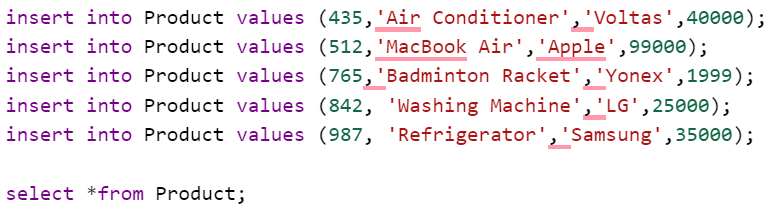 insert into Product values (435,'Air Conditioner','Voltas',40000);
insert into Product values (512,'MacBook Air','Apple',99000);
insert into Product values (765,'Badminton Racket','Yonex',1999);
insert into Product values (842, 'Washing Machine','LG',25000);
insert into Product values (987, 'Refrigerator','Samsung',35000);
select *from Product;